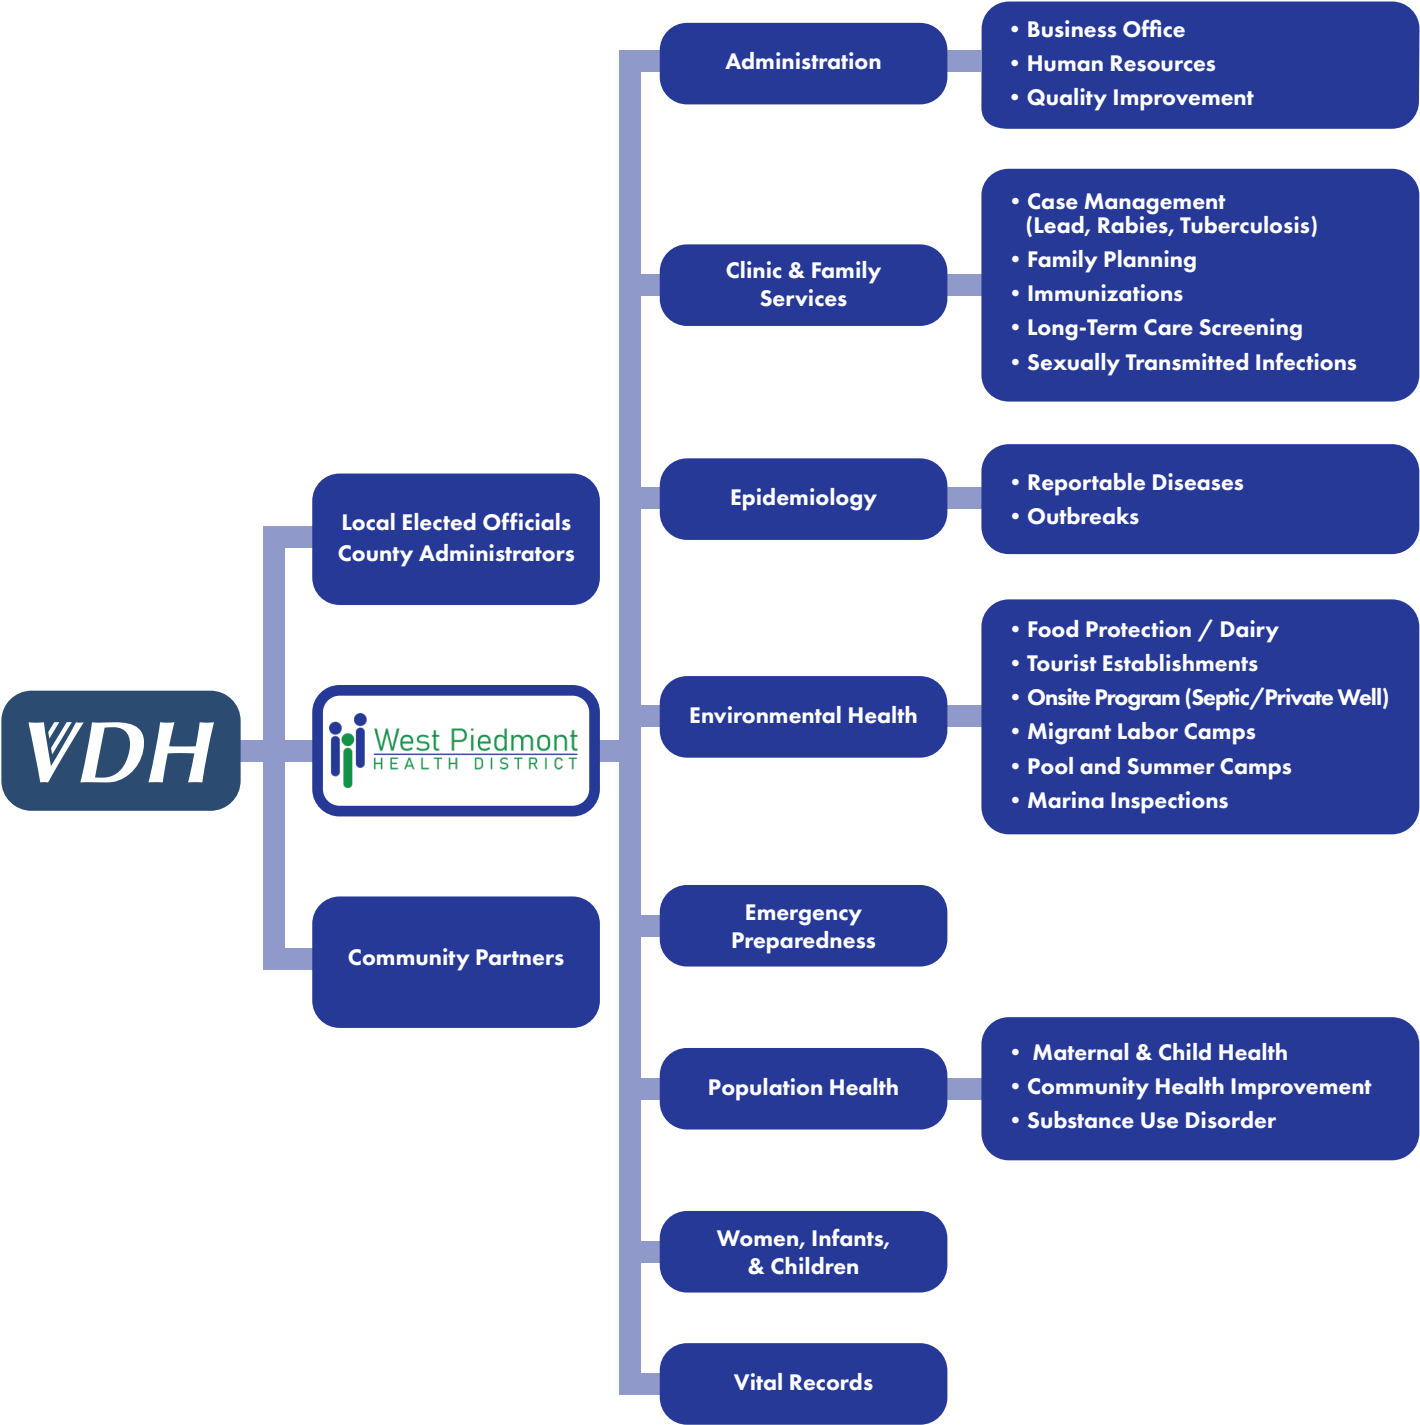 VDH
Local Elected Officials
County Administrators
West Piedmont
HEALTH DISTRICT
Community Partners
Administration
• Business Office
• Human Resources
• Quality Improvement
Clinic & Family
Services
• Case Management
(Lead, Rabies, Tuberculosis)
• Family Planning
• Immunizations
• Long-Term Care Screening
• Sexually Transmitted Infections
Epidemiology
• Reportable Diseases
• Outbreaks
Environmental Health
• Food Protection / Dairy
• Tourist Establishments
• Onsite Program (Septic/Private Well)
• Migrant Labor Camps
• Pool and Summer Camps
• Marina Inspections
Emergency
Preparedness
Population Health
• Maternal & Child Health
• Community Health Improvement
• Substance Use Disorder
Women, Infants,
& Children
Vital Records